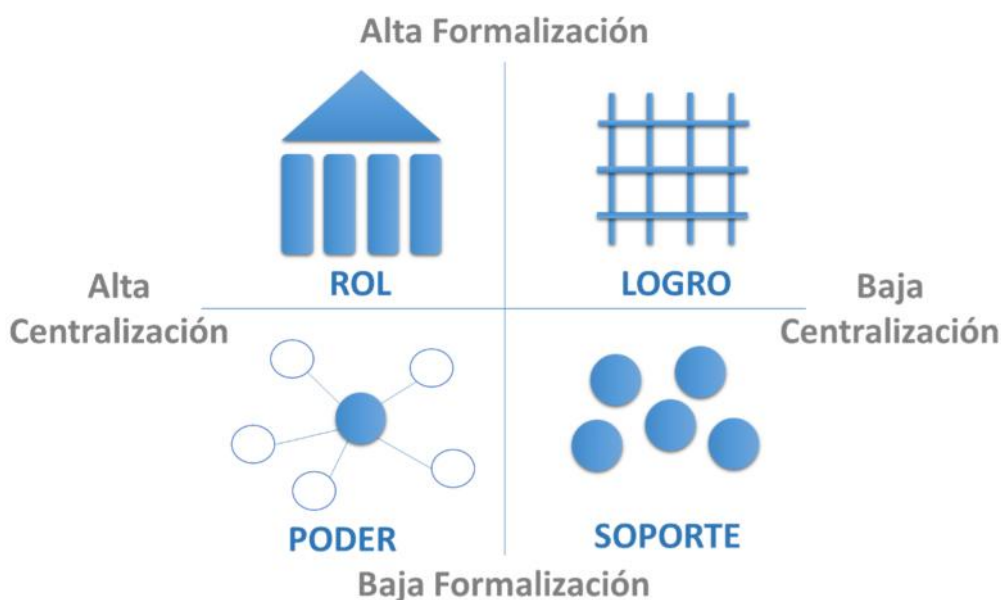 Alta Formalización
ROL
LOGRO
Alta
Centralización
Baja
Centralización
PODER
SOPORTE
Baja Formalización